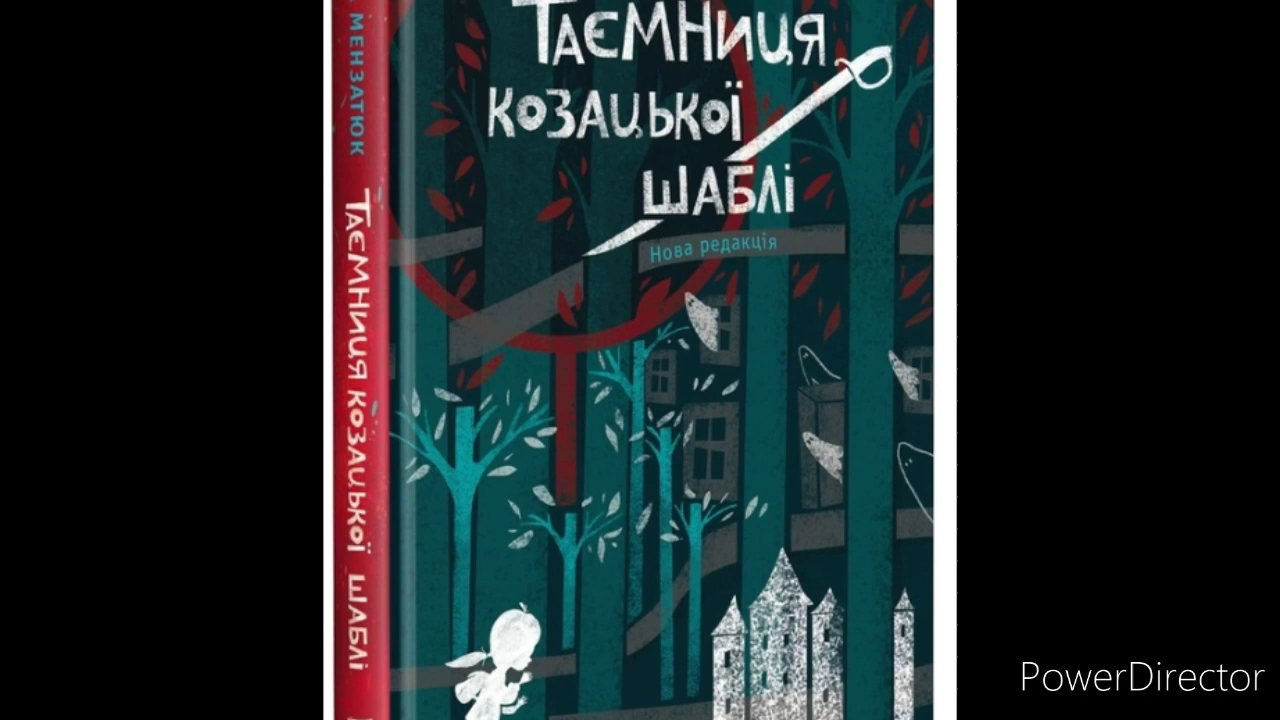 Таємниця
козацької
шаблі
Нова редакція
МЕНЗАТЮК
Таємниця козацької шаблі
PowerDirector